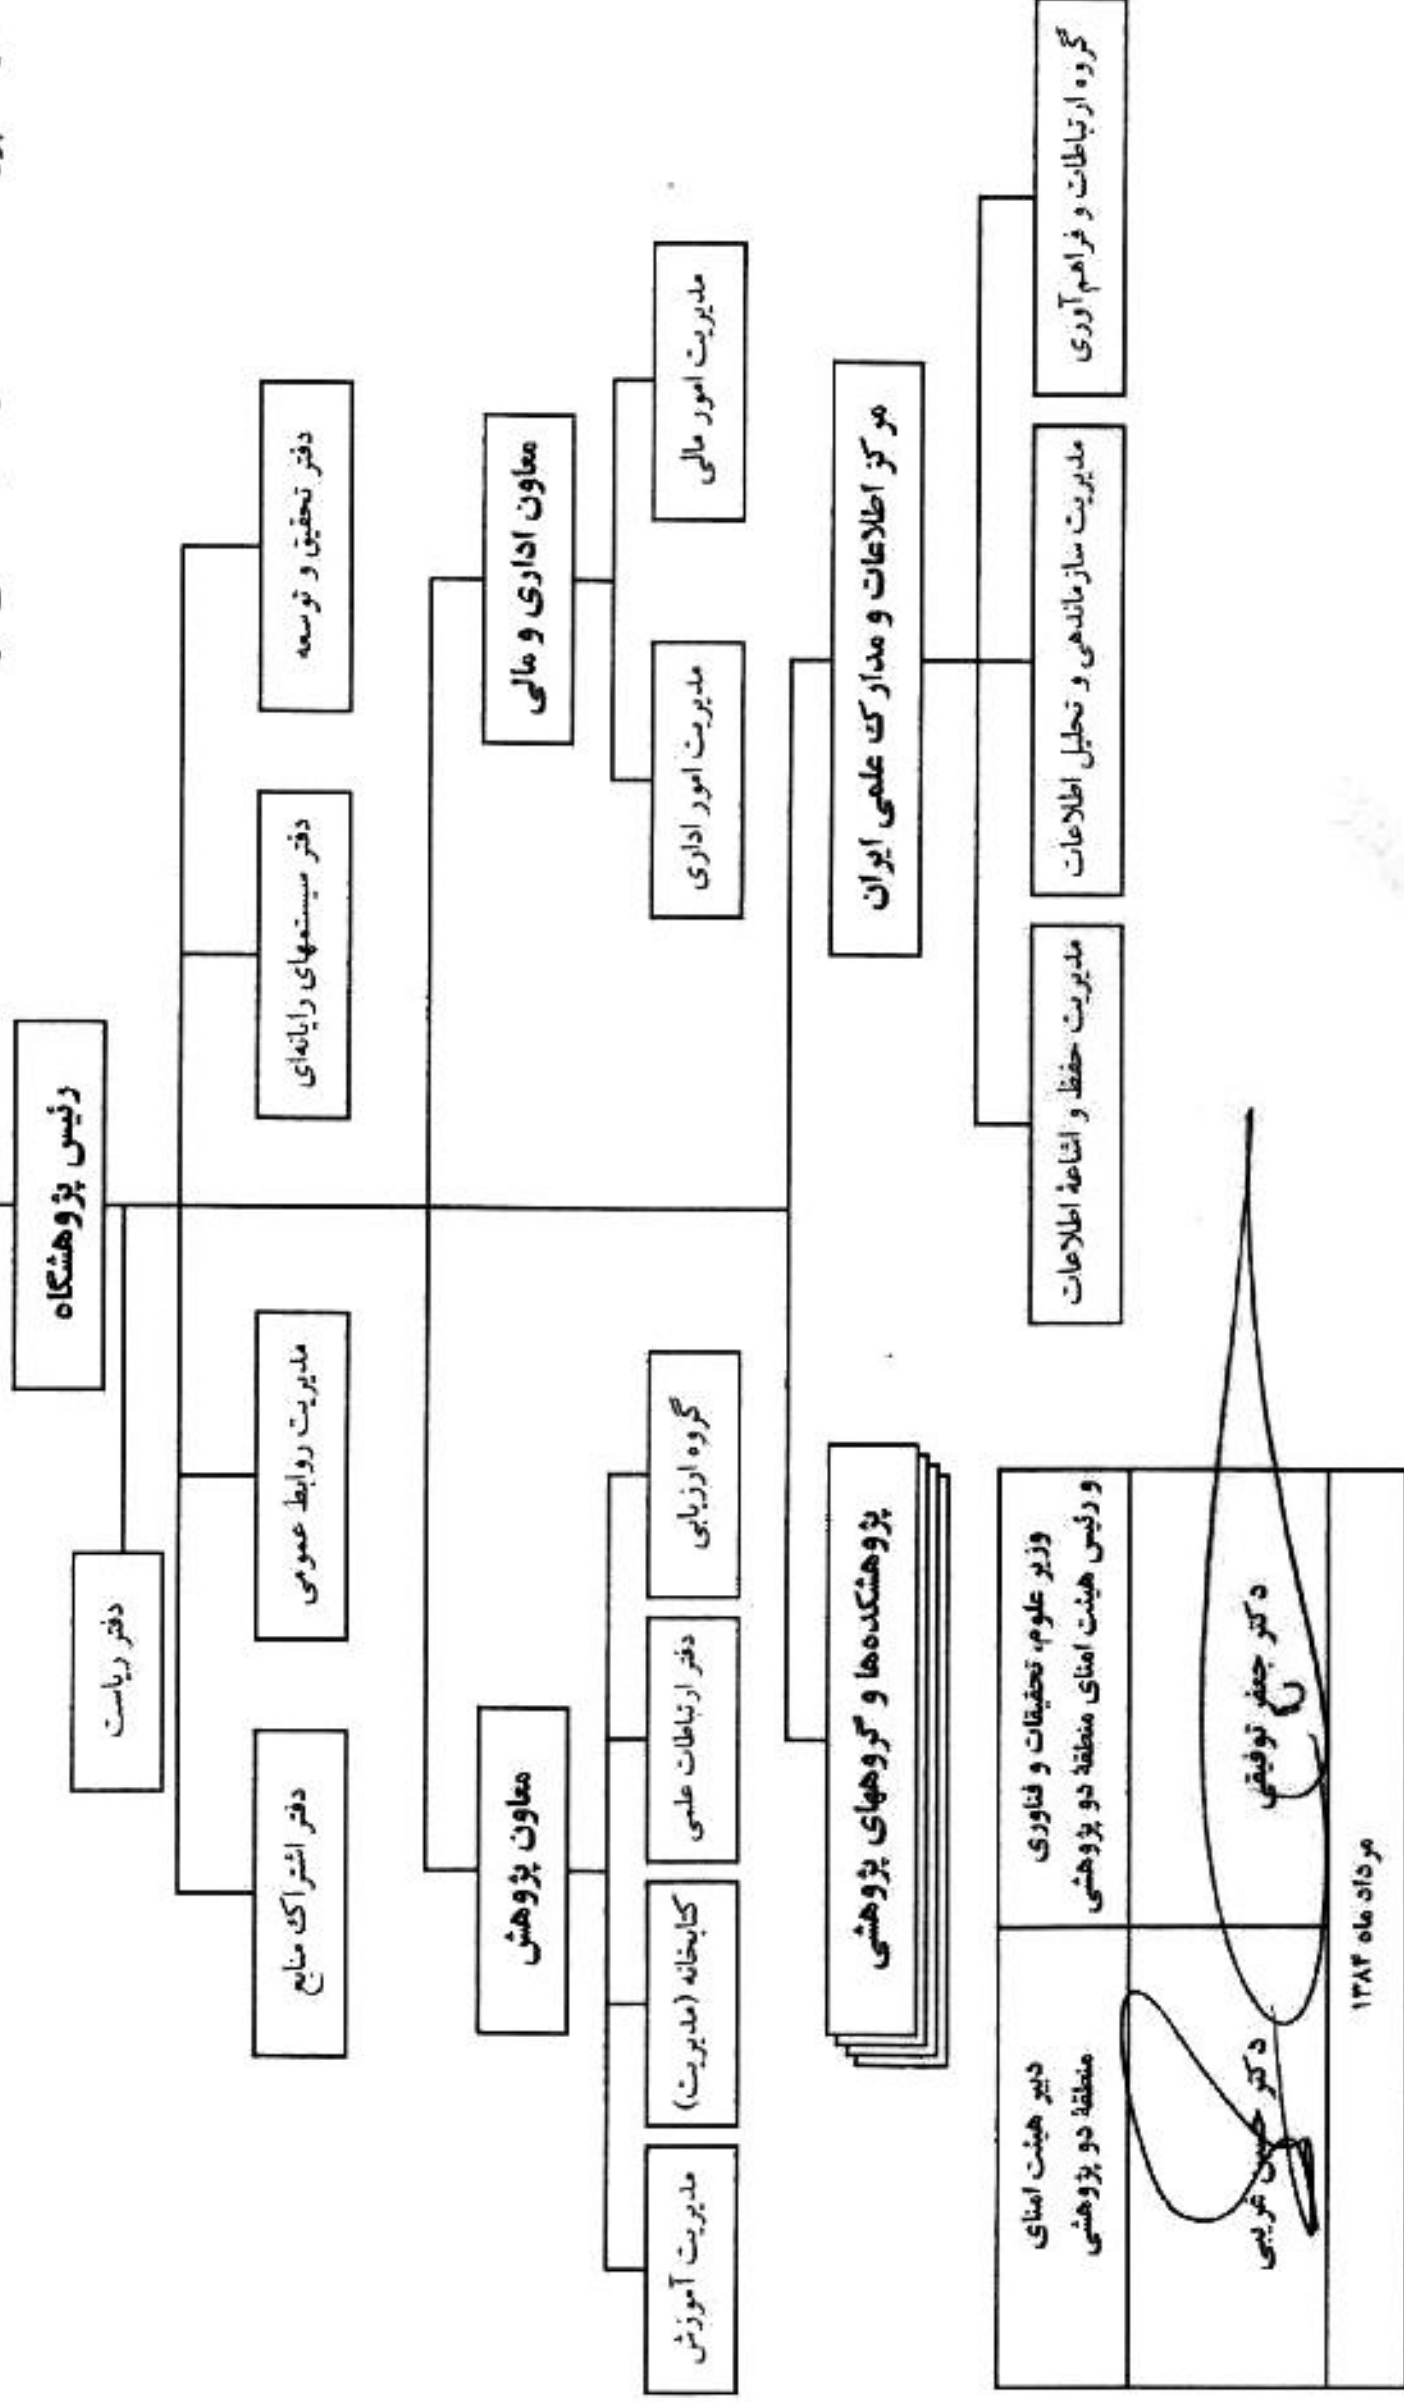 رئیس پژوهشگاه
دفتر ریاست
دفتر تحقیق و توسعه
دفتر سیستمهای رایانه‌ای
مدیریت روابط عمومی
دفتر اشتراک منابع
معاون اداری و مالی
معاون پژوهش
مدیریت امور مالی
مدیریت امور اداری
گروه ارزیابی
دفتر ارتباطات علمی
کتابخانه (مدیریت)
مدیریت آموزش
مرکز اطلاعات و مدارک علمی ایران
پژوهشکده‌ها و گروههای پژوهشی
گروه ارتباطات و فراهم‌آوری
مدیریت سازماندهی و تحلیل اطلاعات
مدیریت حفظ و اشاعهٔ اطلاعات
وزیر علوم، تحقیقات و فناوری
و رئیس هیئت امنای منطقهٔ دو پژوهشی
دبیر هیئت امنای
منطقهٔ دو پژوهشی
دکتر جعفر توفیقی
دکتر حسین غریبی
مرداد ماه ۱۳۸۴